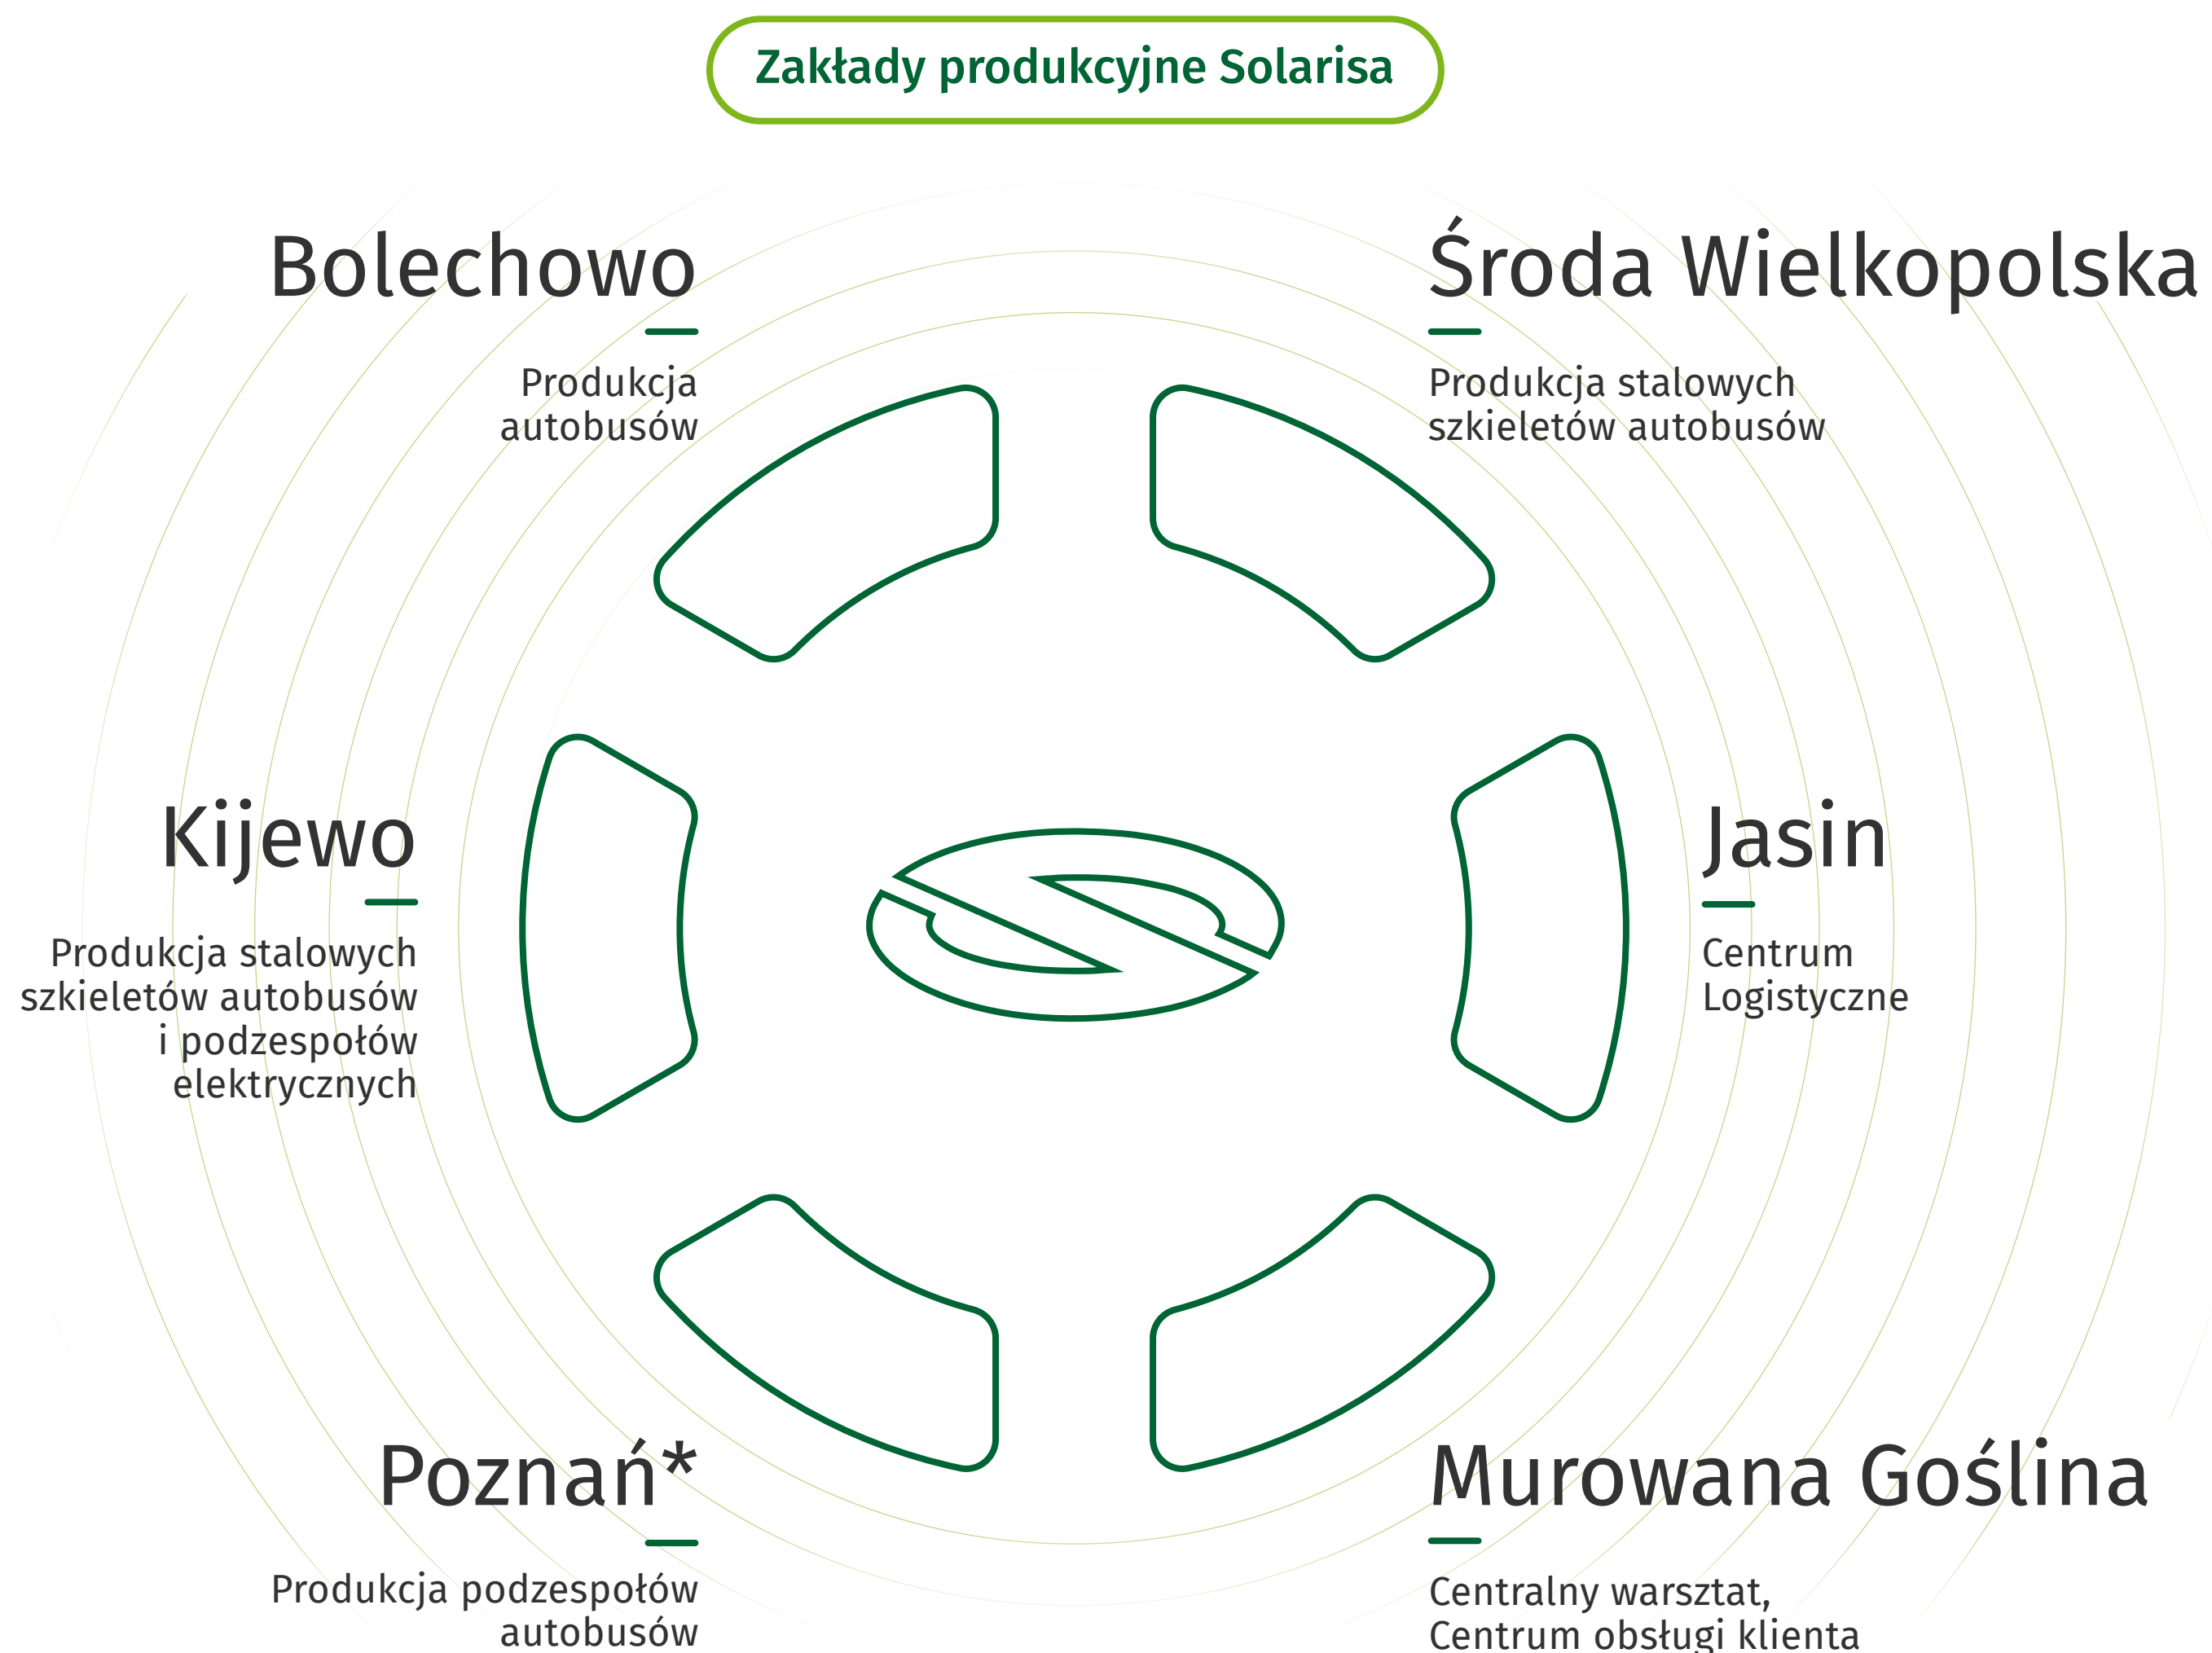 Zakłady produkcyjne Solarisa
Bolechowo
Produkcja
autobusów
Środa Wielkopolska
Produkcja stalowych
szkieletów autobusów
Kijewo
Produkcja stalowych
szkieletów autobusów
i podzespołów
elektrycznych
Jasin
Centrum
Logistyczne
Poznań*
Produkcja podzespołów
autobusów
Murowana Goślina
Centralny warsztat,
Centrum obsługi klienta